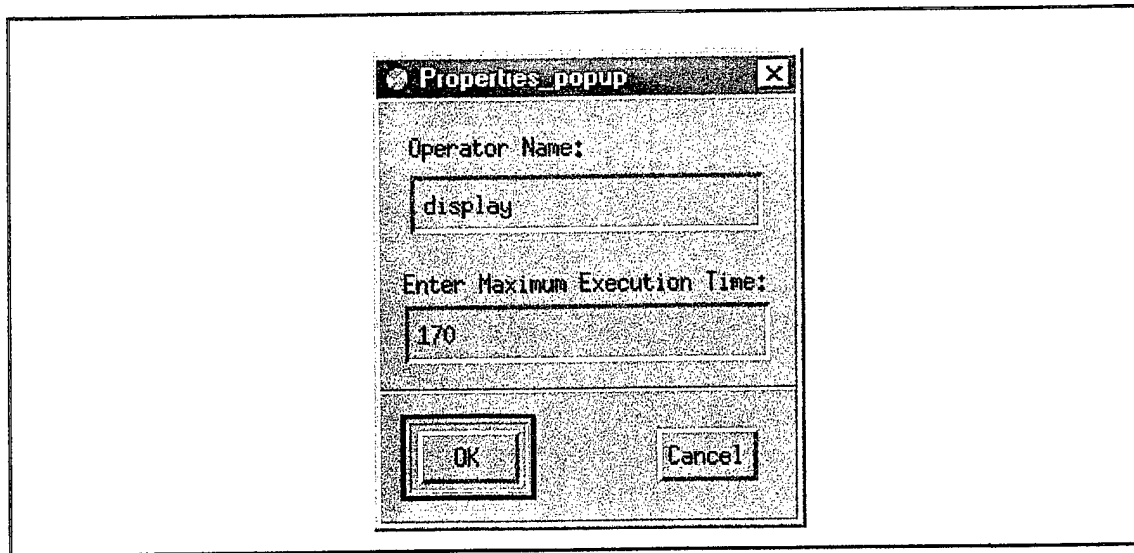 Properties_popup
Operator Name:
display
Enter Maximum Execution Time:
170
OK
Cancel